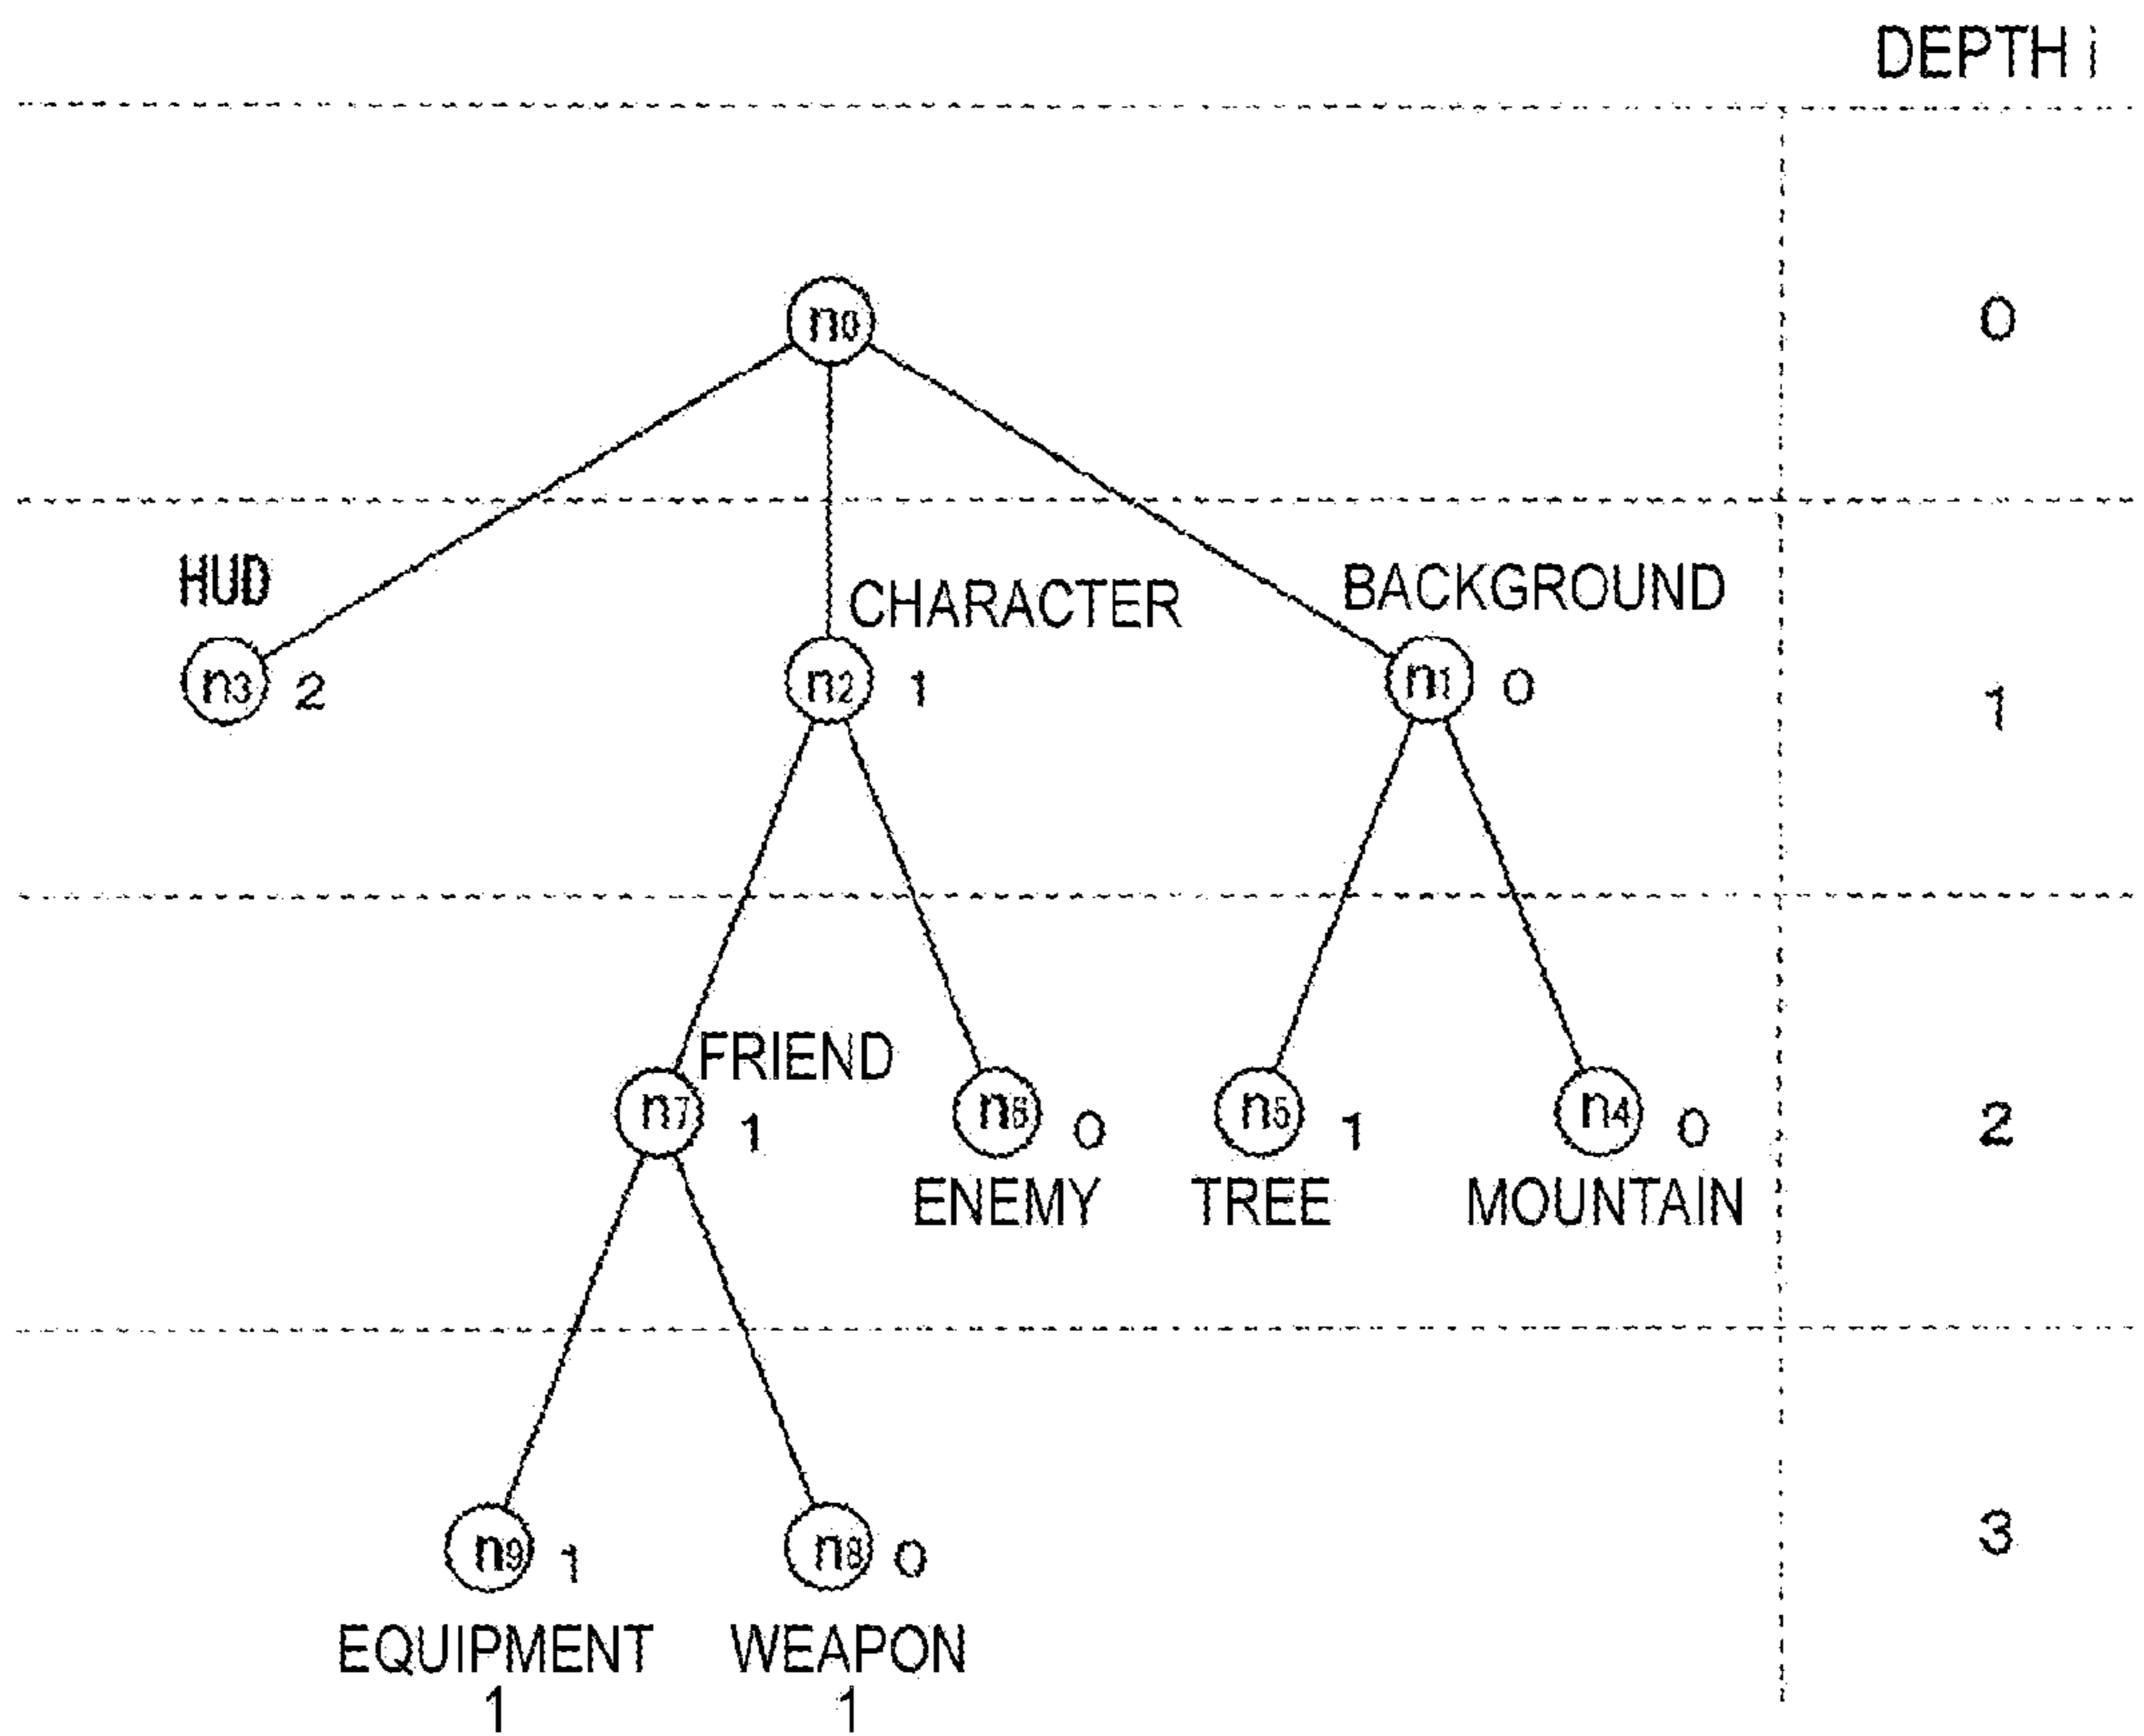 DEPTH i
n0
0
HUD
CHARACTER
BACKGROUND
n3 2
n2 1
n1 0
1
FRIEND
n7 1
n6 0
n5 1
n4 0
2
ENEMY
TREE
MOUNTAIN
n9 1
n8 0
3
EQUIPMENT 1
WEAPON 1